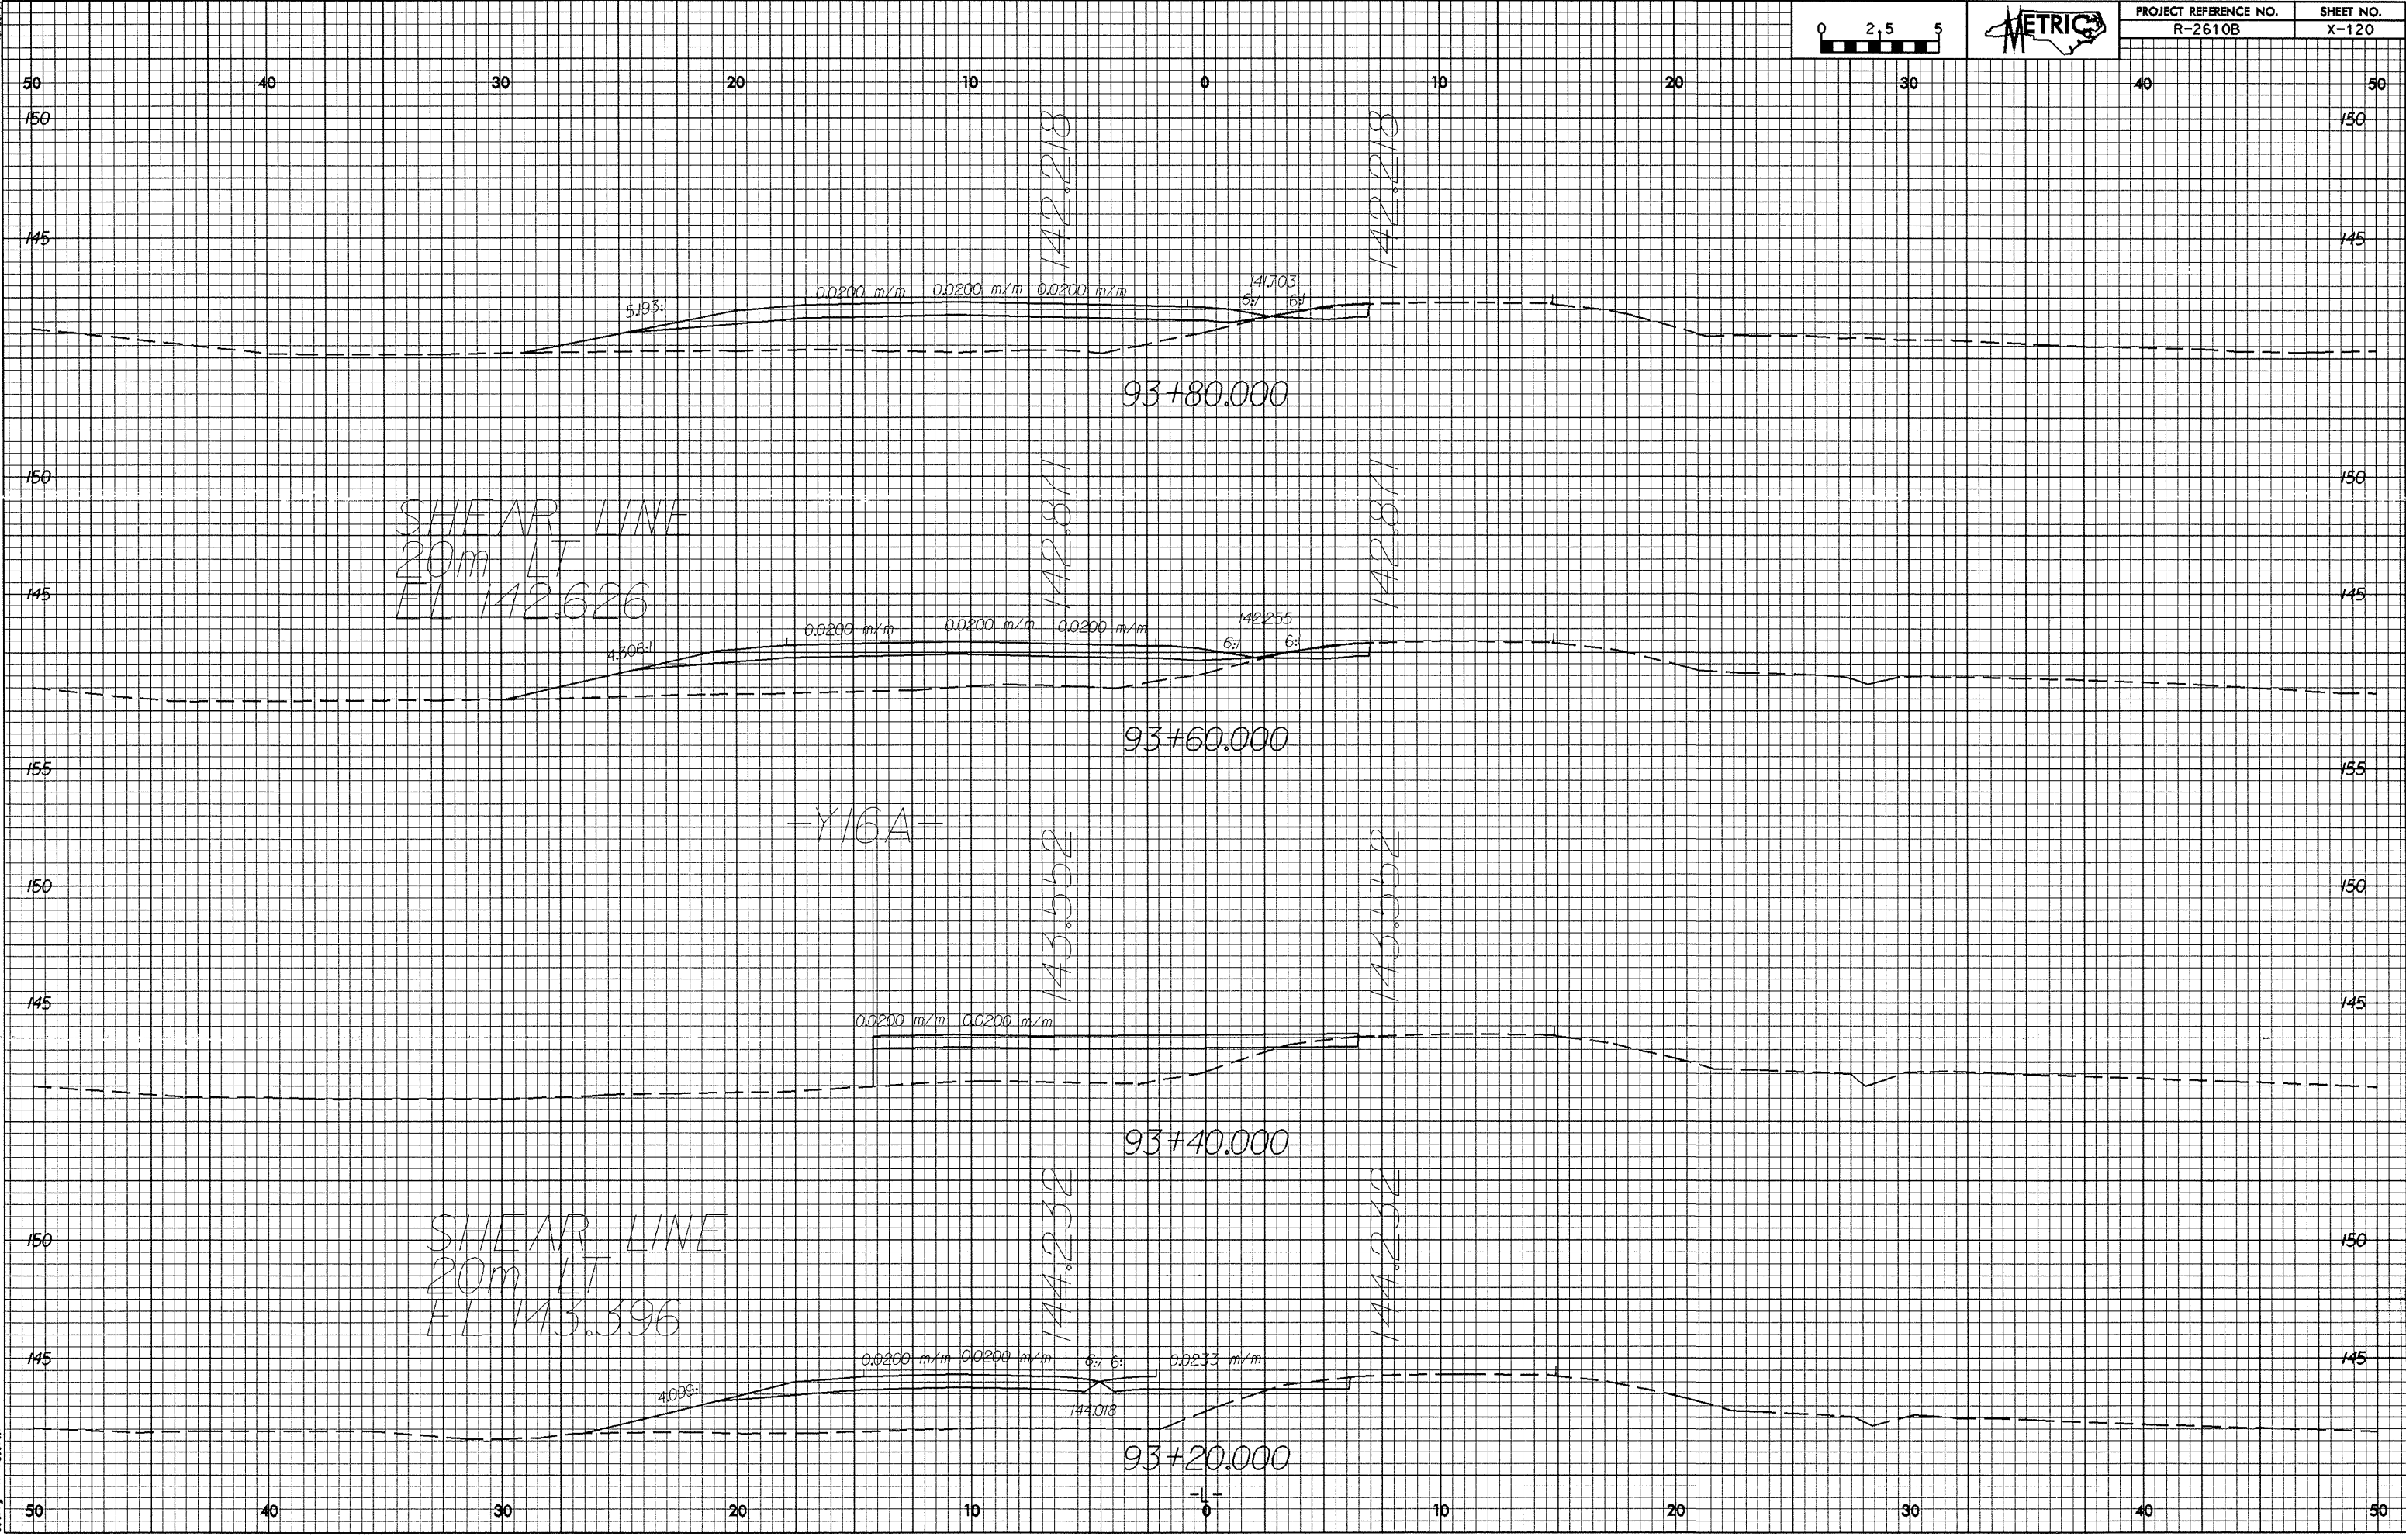 0 2.5 5
METRIC
PROJECT REFERENCE NO. SHEET NO.
R-2610B X-120
50 40 30 20 10 0 10 20 30 40 50
150 150
142.218 142.218
145 145
141.703
0.0200 m/m 0.0200 m/m 0.0200 m/m 6:1 6:1
5.193:1
93+80.000
150 150
142.871 142.871
SHEAR LINE
20m LT
EL 142.626
145 145
142.255
0.0200 m/m 0.0200 m/m 0.0200 m/m
4.306:1 6:1 6:1
93+60.000
155 155
-Y16A-
143.552 143.552
150 150
145 145
0.0200 m/m 0.0200 m/m
93+40.000
144.232 144.232
SHEAR LINE
20m LT
EL 143.396
150 150
145 145
0.0200 m/m 0.0200 m/m 6:1 6:1 0.0233 m/m
4.099:1
144.018
93+20.000
-L-
50 40 30 20 10 0 10 20 30 40 50